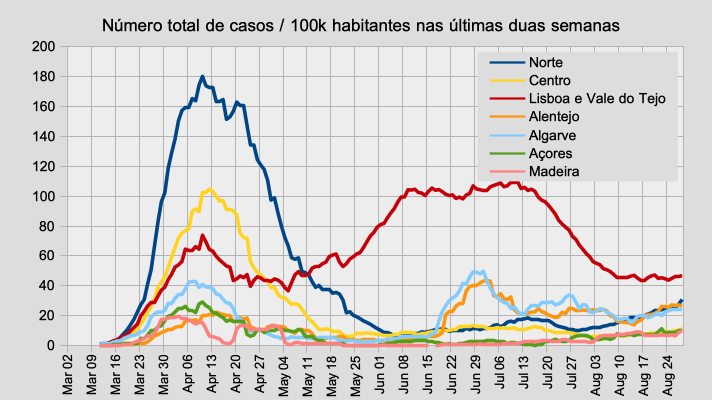 Número total de casos / 100k habitantes nas últimas duas semanas
200
180
160
140
120
100
80
60
40
20
0
Norte
Centro
Lisboa e Vale do Tejo
Alentejo
Algarve
Açores
Madeira
Mar 02
Mar 09
Mar 16
Mar 23
Mar 30
Apr 06
Apr 13
Apr 20
Apr 27
May 04
May 11
May 18
May 25
Jun 01
Jun 08
Jun 15
Jun 22
Jun 29
Jul 06
Jul 13
Jul 20
Jul 27
Aug 03
Aug 10
Aug 17
Aug 24